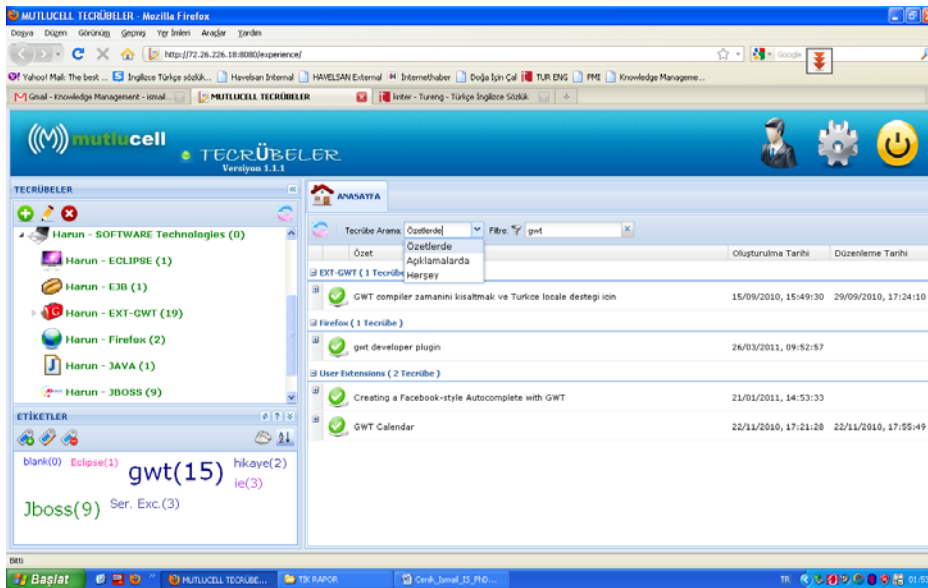 MUTLUCELL TECRÜBELER - Mozilla Firefox
Dosya Düzen Görünüm Geçmiş Yer İmleri Araçlar Yardım
http://72.26.226.18:8080/experience/
Google
Yahoo! Mail: The best ... İngilizce Türkçe sözlük... Havelsan Internal HAVELSAN External Internethaber Doğa İçin Çal TUR ENG PMI Knowledge Manageme...
Gmail - Knowledge Management - ismail... MUTLUCELL TECRÜBELER kriter - Tureng - Türkçe İngilizce Sözlük
((M)) mutlucell
TECRÜBELER
Versiyon 1.1.1
TECRÜBELER
Harun - SOFTWARE Technologies (0)
Harun - ECLIPSE (1)
Harun - EJB (1)
Harun - EXT-GWT (19)
Harun - Firefox (2)
Harun - JAVA (1)
Harun - JBOSS (9)
ETİKETLER
blank(0) Eclipse(1) gwt(15) hikaye(2)
ie(3)
Jboss(9) Ser. Exc.(3)
ANASAYFA
Tecrübe Arama: Özetlerde Filtre: gwt
Özetlerde
Açıklamalarda
Herşey
Özet Oluşturulma Tarihi Düzenleme Tarihi
EXT-GWT ( 1 Tecrübe
GWT compiler zamanini kisaltmak ve Turkce locale destegi icin 15/09/2010, 15:49:30 29/09/2010, 17:24:10
Firefox ( 1 Tecrübe )
gwt developer plugin 26/03/2011, 09:52:57
User Extensions ( 2 Tecrübe )
Creating a Facebook-style Autocomplete with GWT 21/01/2011, 14:53:33
GWT Calendar 22/11/2010, 17:21:28 22/11/2010, 17:55:49
Bitti
Başlat MUTLUCELL TECRÜBE... TIK RAPOR Cenk_Ismail_IS_PhD... TR 01:53